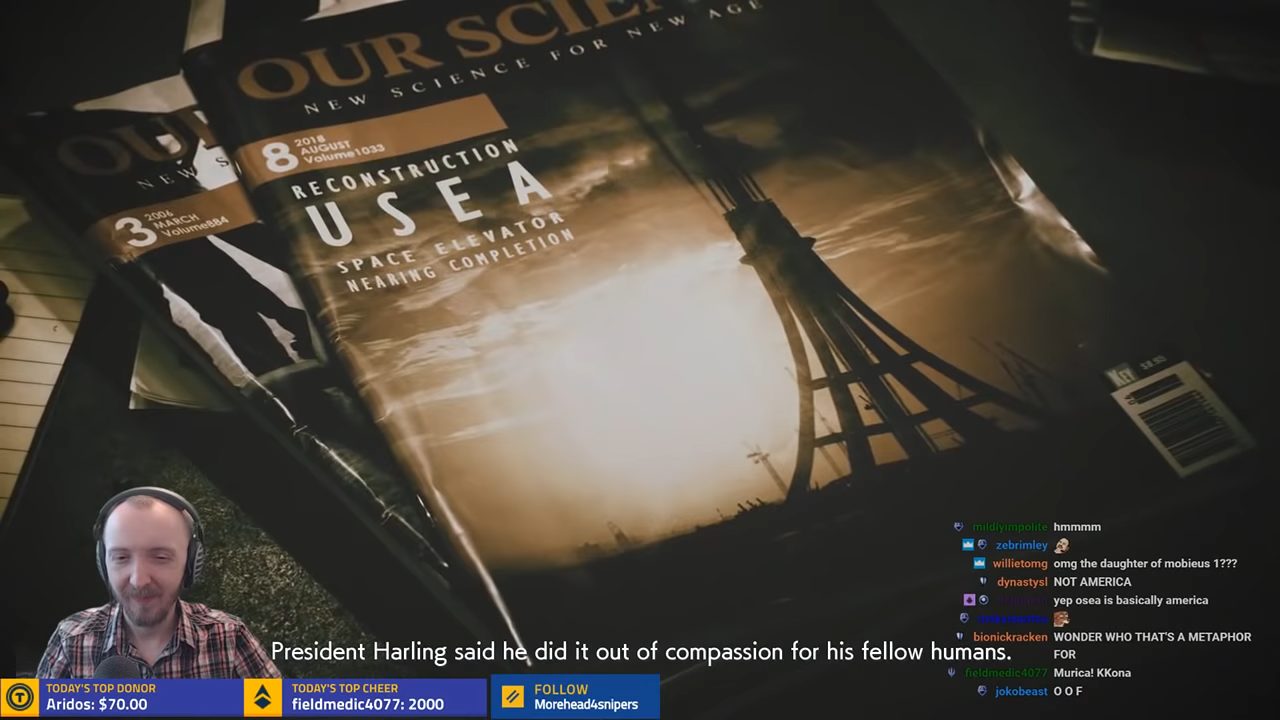 OUR SCIEN
NEW SCIENCE FOR NEW AGE
8
2018
AUGUST
Volume1033
RECONSTRUCTION
USEA
SPACE ELEVATOR
NEARING COMPLETION
OU
NEW S
3
2006
MARCH
Volume884
mildlyimpolite hmmmm
zebrimley
willietomg omg the daughter of mobieus 1???
dynastysl NOT AMERICA
yep osea is basically america
bionickracken WONDER WHO THAT'S A METAPHOR
FOR
fieldmedic4077 Murica! KKona
jokobeast O O F
President Harling said he did it out of compassion for his fellow humans.
TODAY'S TOP DONOR
Aridos: $70.00
TODAY'S TOP CHEER
fieldmedic4077: 2000
FOLLOW
Morehead4snipers